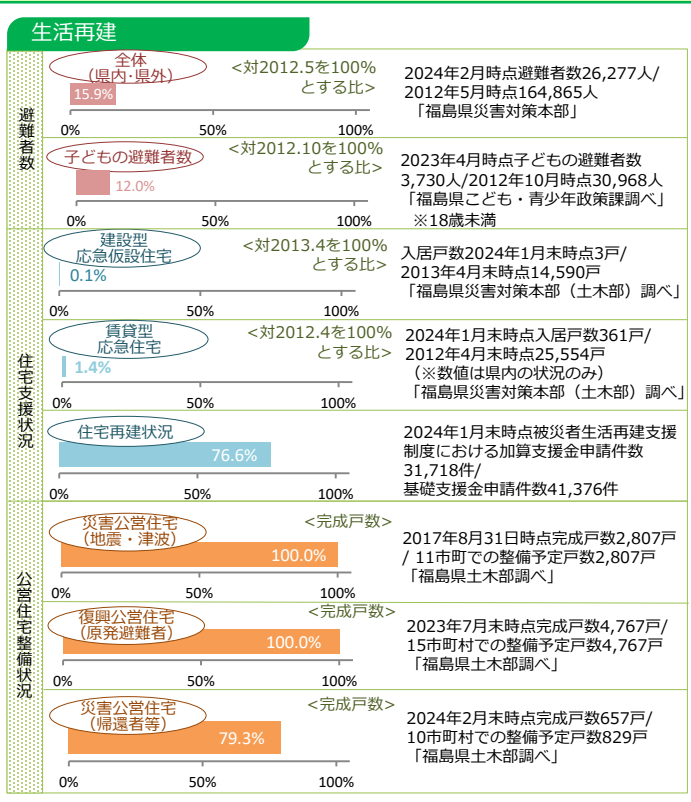 生活再建
避難者数
全体
（県内・県外）
<対2012.5を100%
とする比>
15.9%
0%
50%
100%
2024年2月時点避難者数26,277人/
2012年5月時点164,865人
「福島県災害対策本部」
子どもの避難者数
<対2012.10を100%
とする比>
12.0%
0%
50%
100%
2023年4月時点子どもの避難者数
3,730人/2012年10月時点30,968人
「福島県こども・青少年政策課調べ」
※18歳未満
住宅支援状況
建設型
応急仮設住宅
<対2013.4を100%
とする比>
0.1%
0%
50%
100%
入居戸数2024年1月末時点3戸/
2013年4月末時点14,590戸
「福島県災害対策本部（土木部）調べ」
賃貸型
応急住宅
<対2012.4を100%
とする比>
1.4%
0%
50%
100%
2024年1月末時点入居戸数361戸/
2012年4月末時点25,554戸
（※数値は県内の状況のみ）
「福島県災害対策本部（土木部）調べ」
住宅再建状況
76.6%
0%
50%
100%
2024年1月末時点被災者生活再建支援
制度における加算支援金申請件数
31,718件/
基礎支援金申請件数41,376件
公営住宅整備状況
災害公営住宅
（地震・津波）
<完成戸数>
100.0%
0%
50%
100%
2017年8月31日時点完成戸数2,807戸
/ 11市町での整備予定戸数2,807戸
「福島県土木部調べ」
復興公営住宅
（原発避難者）
<完成戸数>
100.0%
0%
50%
100%
2023年7月末時点完成戸数4,767戸/
15市町村での整備予定戸数4,767戸
「福島県土木部調べ」
災害公営住宅
（帰還者等）
<完成戸数>
79.3%
0%
50%
100%
2024年2月末時点完成戸数657戸/
10市町村での整備予定戸数829戸
「福島県土木部調べ」